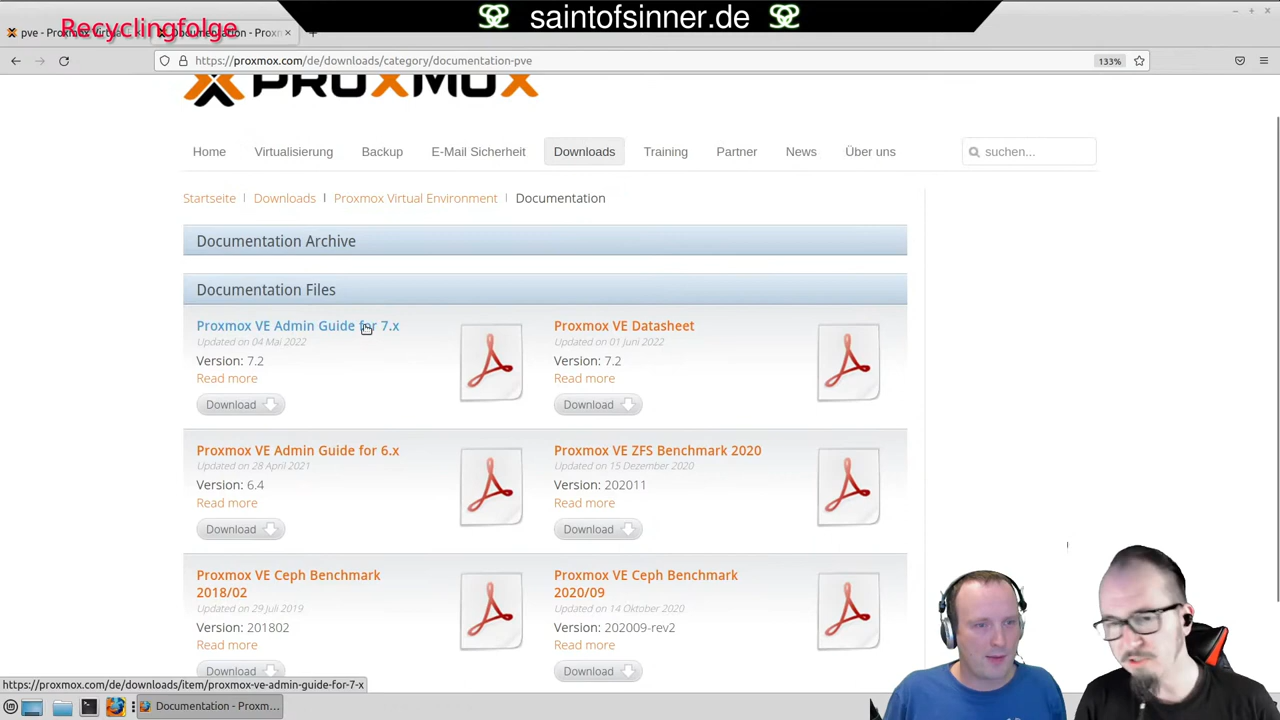 saintofsinner.de
Recyclingfolge
pve - Proxmox Virtual
Documentation - Proxm
https://proxmox.com/de/downloads/category/documentation-pve
133%
PROXMOX
Home
Virtualisierung
Backup
E-Mail Sicherheit
Downloads
Training
Partner
News
Über uns
suchen...
Startseite
Downloads
Proxmox Virtual Environment
Documentation
Documentation Archive
Documentation Files
Proxmox VE Admin Guide for 7.x
Updated on 04 Mai 2022
Version: 7.2
Read more
Download
Proxmox VE Datasheet
Updated on 01 Juni 2022
Version: 7.2
Read more
Download
Proxmox VE Admin Guide for 6.x
Updated on 28 April 2021
Version: 6.4
Read more
Download
Proxmox VE ZFS Benchmark 2020
Updated on 15 Dezember 2020
Version: 202011
Read more
Download
Proxmox VE Ceph Benchmark
2018/02
Updated on 29 Juli 2019
Version: 201802
Read more
Download
Proxmox VE Ceph Benchmark
2020/09
Updated on 14 Oktober 2020
Version: 202009-rev2
Read more
Download
https://proxmox.com/de/downloads/item/proxmox-ve-admin-guide-for-7-x
Documentation - Proxm...